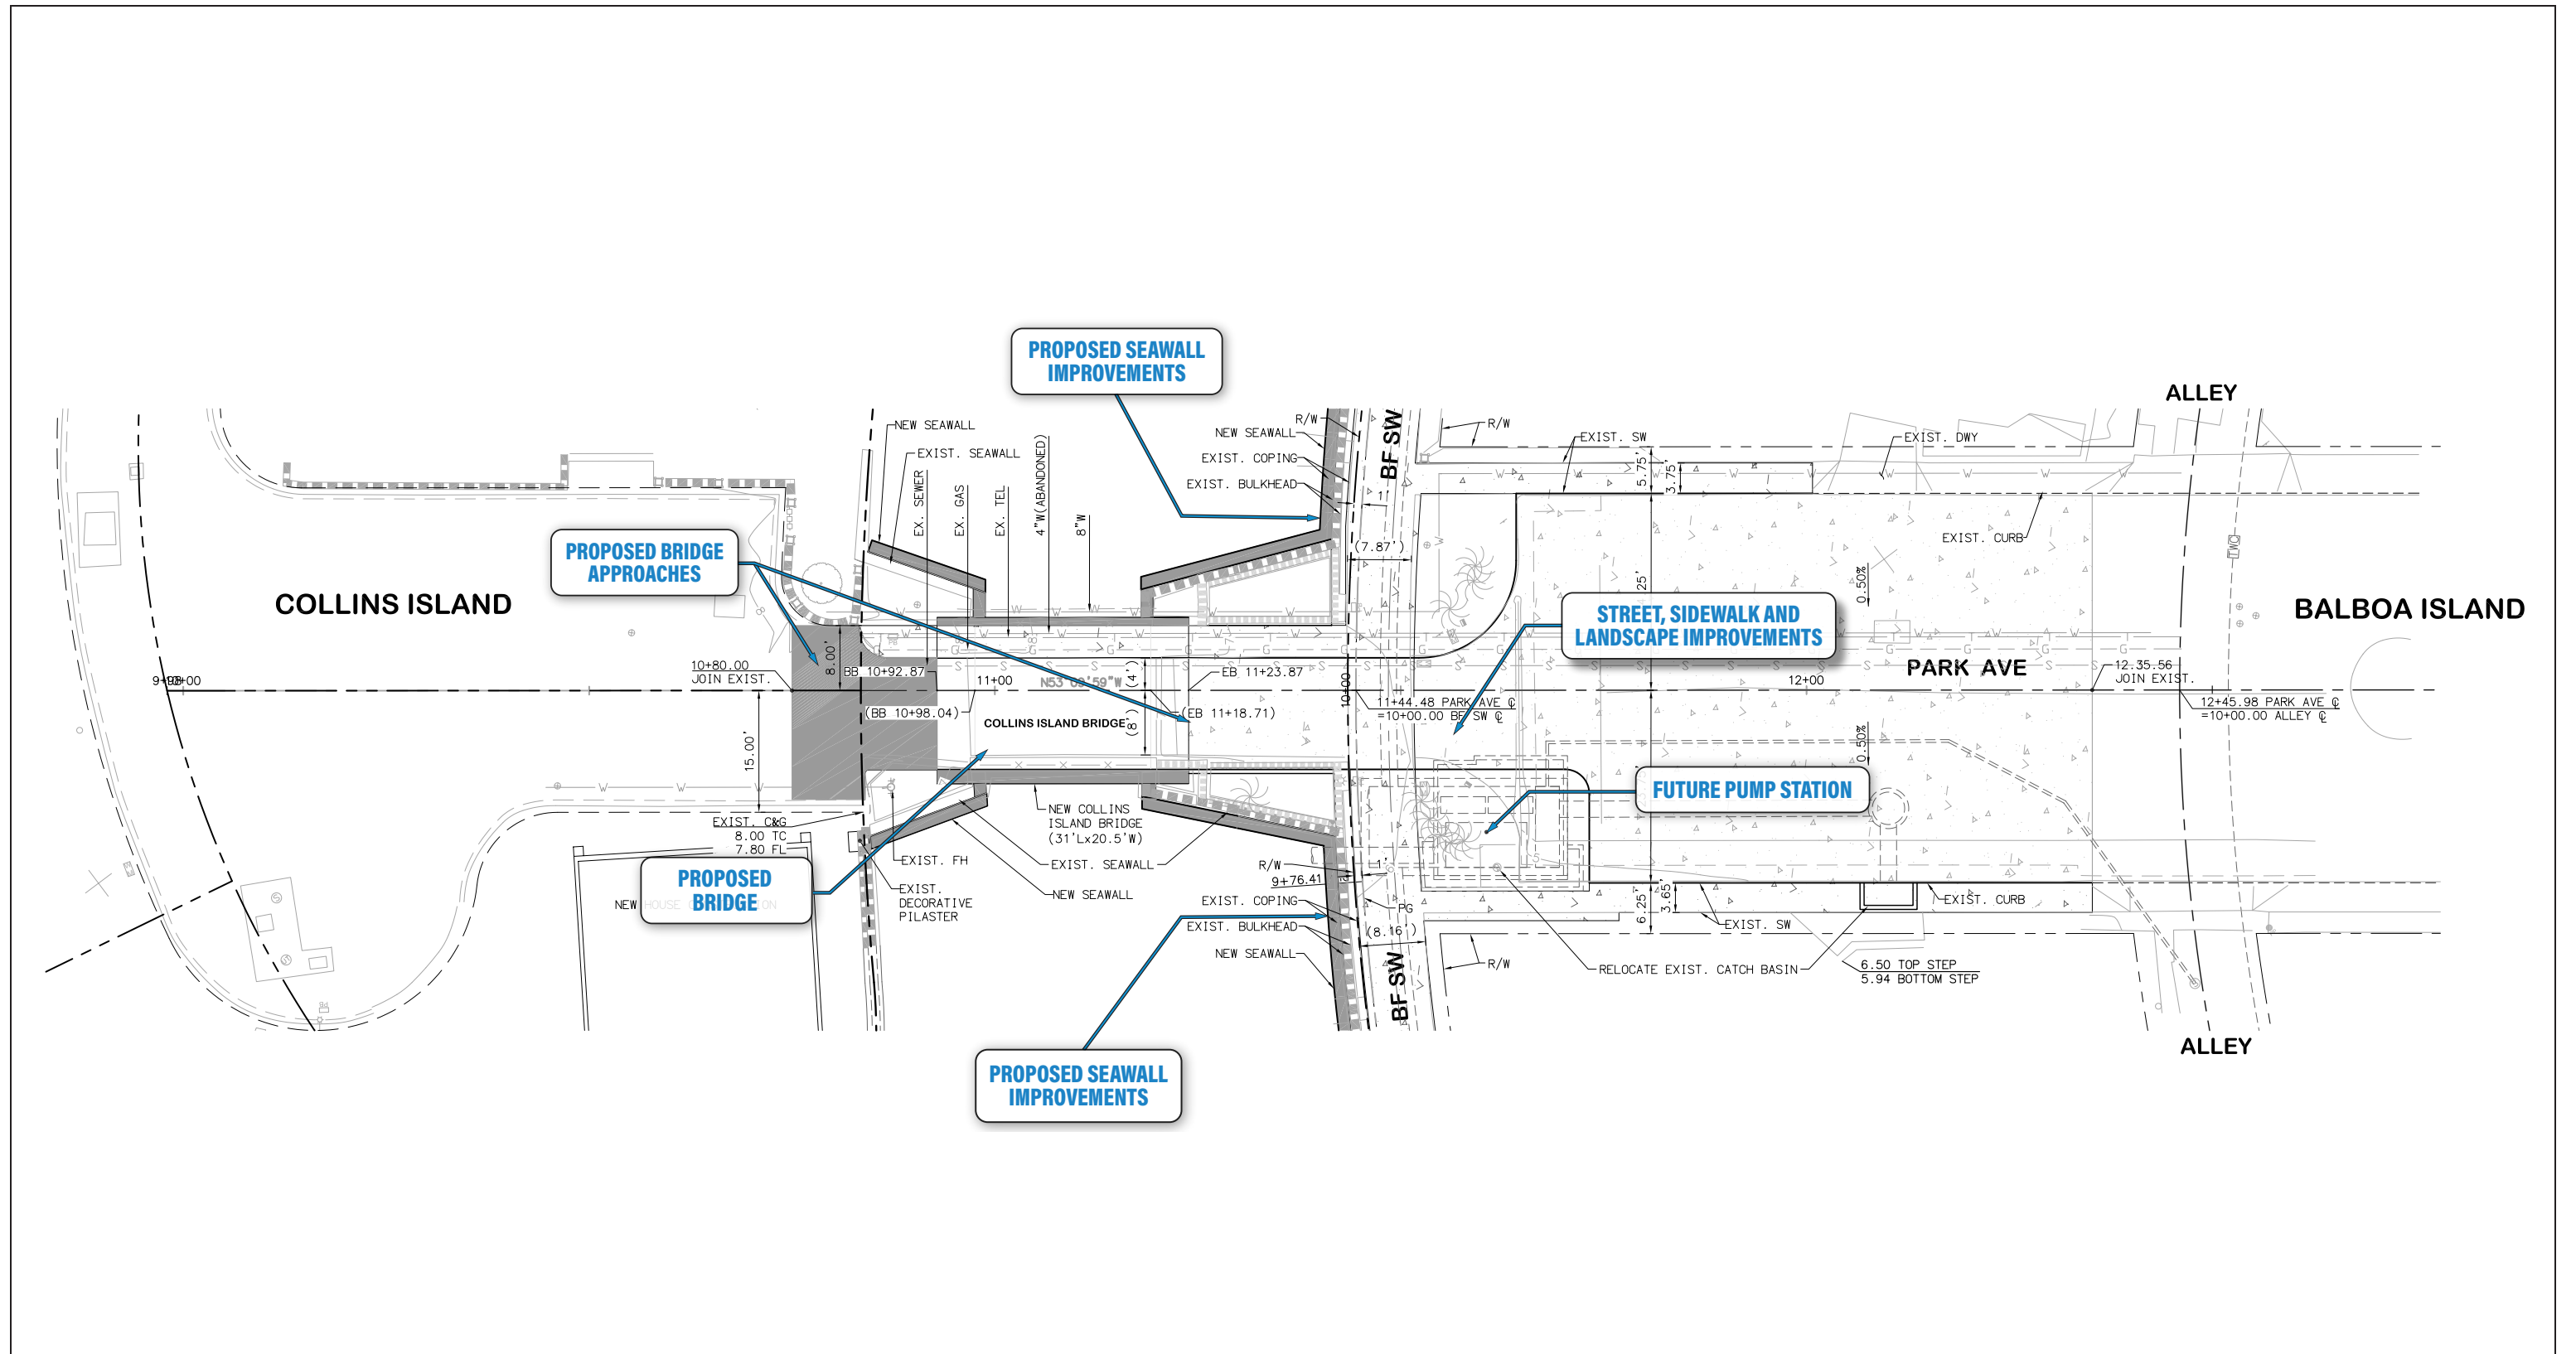 PROPOSED SEAWALL
IMPROVEMENTS
ALLEY
NEW SEAWALL
EXIST. SEAWALL
EX. SEWER
EX. GAS
EX. TEL
4"W(ABANDONED)
8"W
R/W
NEW SEAWALL
EXIST. COPING
EXIST. BULKHEAD
1'
BF SW
R/W
EXIST. SW
5.75'
3.75'
EXIST. DWY
EXIST. CURB
(7.87')
PROPOSED BRIDGE
APPROACHES
COLLINS ISLAND
25'
0.50%
STREET, SIDEWALK AND
LANDSCAPE IMPROVEMENTS
BALBOA ISLAND
TWO
PARK AVE
10+80.00
JOIN EXIST.
8.00'
BB 10+92.87
11+00
(4')
EB 11+23.87
10+00
12+00
12.35.56
JOIN EXIST.
(BB 10+98.04)
COLLINS ISLAND BRIDGE
(8')
(EB 11+18.71)
11+44.48 PARK AVE ℄
=10+00.00 BF SW ℄
12+45.98 PARK AVE ℄
=10+00.00 ALLEY ℄
15.00'
0.50%
FUTURE PUMP STATION
EXIST. C&G
8.00 TC
7.80 FL
NEW COLLINS
ISLAND BRIDGE
(31'Lx20.5'W)
EXIST. FH
EXIST. SEAWALL
NEW SEAWALL
EXIST.
DECORATIVE
PILASTER
PROPOSED
BRIDGE
NEW
R/W
9+76.41
1'
EXIST. COPING
EXIST. BULKHEAD
NEW SEAWALL
PG
(8.16')
BF SW
6.25'
3.65'
EXIST. SW
EXIST. CURB
R/W
RELOCATE EXIST. CATCH BASIN
6.50 TOP STEP
5.94 BOTTOM STEP
PROPOSED SEAWALL
IMPROVEMENTS
ALLEY